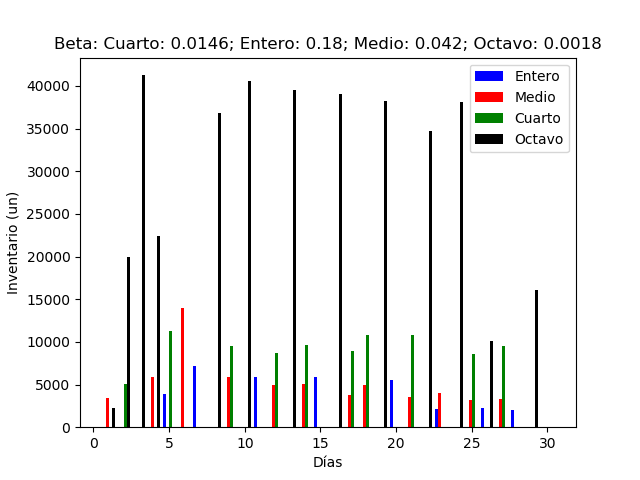 Beta: Cuarto: 0.0146; Entero: 0.18; Medio: 0.042; Octavo: 0.0018
Entero
Medio
Cuarto
Octavo
40000
35000
30000
25000
20000
15000
10000
5000
0
Inventario (un)
0 5 10 15 20 25 30
Días